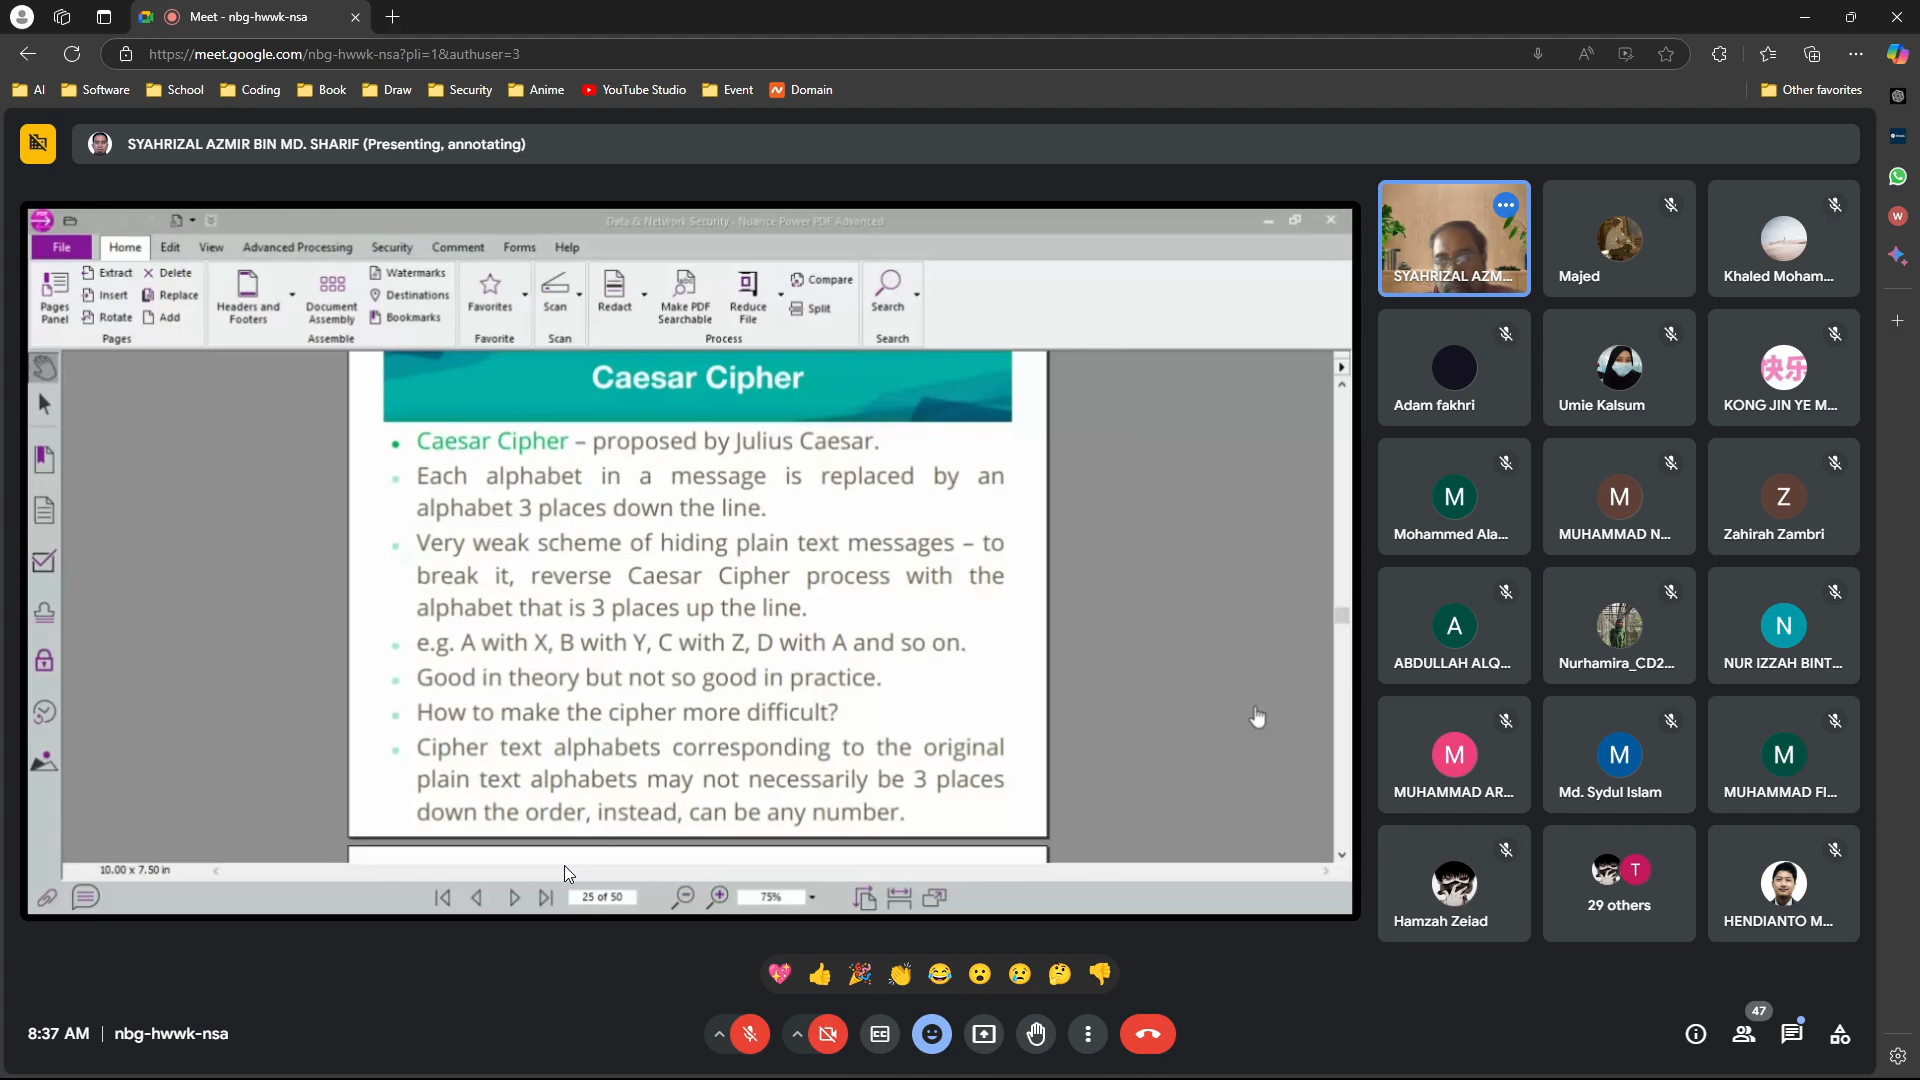 Meet - nbg-hwwk-nsa
https://meet.google.com/nbg-hwwk-nsa?pli=1&authuser=3
AI Software School Coding Book Draw Security Anime YouTube Studio Event Domain Other favorites
SYAHRIZAL AZMIR BIN MD. SHARIF (Presenting, annotating)
Data & Network Security - Nuance Power PDF Advanced
File Home Edit View Advanced Processing Security Comment Forms Help
Pages Panel
Extract Delete
Insert Replace
Rotate Add
Pages
Headers and Footers
Document Assembly
Watermarks
Destinations
Bookmarks
Assemble
Favorites
Favorite
Scan
Scan
Redact
Make PDF Searchable
Reduce File
Compare
Split
Process
Search
Search
Caesar Cipher
• Caesar Cipher – proposed by Julius Caesar.
• Each alphabet in a message is replaced by an
alphabet 3 places down the line.
• Very weak scheme of hiding plain text messages – to
break it, reverse Caesar Cipher process with the
alphabet that is 3 places up the line.
• e.g. A with X, B with Y, C with Z, D with A and so on.
• Good in theory but not so good in practice.
• How to make the cipher more difficult?
• Cipher text alphabets corresponding to the original
plain text alphabets may not necessarily be 3 places
down the order, instead, can be any number.
10.00 x 7.50 in
25 of 50
75%
SYAHRIZAL AZM...
Majed
Khaled Moham...
Adam fakhri
Umie Kalsum
快乐
KONG JIN YE M...
M
Mohammed Ala...
M
MUHAMMAD N...
Z
Zahirah Zambri
A
ABDULLAH ALQ...
Nurhamira_CD2...
N
NUR IZZAH BINT...
M
MUHAMMAD AR...
M
Md. Sydul Islam
M
MUHAMMAD FI...
Hamzah Zeiad
T
29 others
HENDIANTO M...
8:37 AM | nbg-hwwk-nsa
47